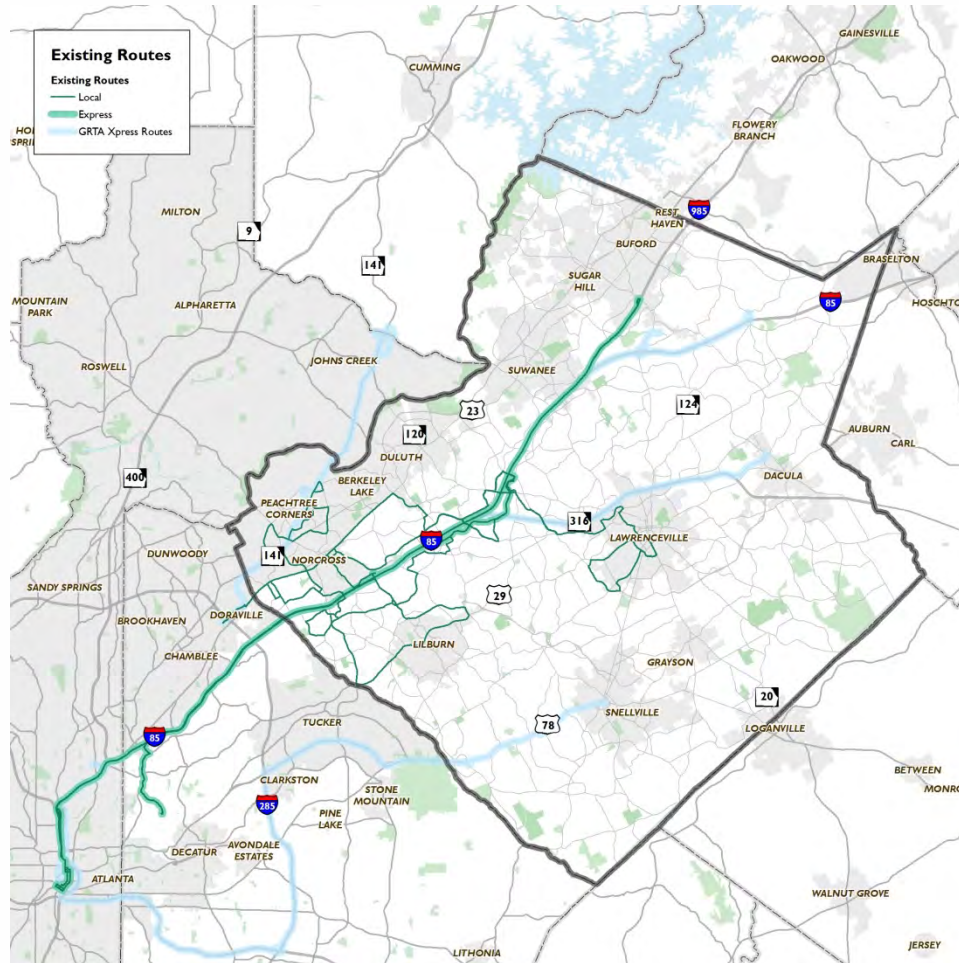 Existing Routes
Existing Routes
Local
Express
GRTA Xpress Routes
GAINESVILLE
OAKWOOD
CUMMING
FLOWERY
BRANCH
MILTON
9
985
REST
HAVEN
BUFORD
141
BRASELTON
SUGAR
HILL
85
MOUNTAIN
PARK
ALPHARETTA
HOSCHTO
JOHNS CREEK
ROSWELL
SUWANEE
23
124
120
DULUTH
AUBURN
CARL
400
BERKELEY
LAKE
DACULA
PEACHTREE
CORNERS
316
LAWRENCEVILLE
85
DUNWOODY
141
NORCROSS
SANDY SPRINGS
29
DORAVILLE
BROOKHAVEN
LILBURN
CHAMBLEE
GRAYSON
20
SNELLVILLE
TUCKER
78
LOGANVILLE
85
BETWEEN
CLARKSTON
STONE
MOUNTAIN
MONRO
285
PINE
LAKE
DECATUR
AVONDALE
ESTATES
ATLANTA
WALNUT GROVE
JERSEY
LITHONIA